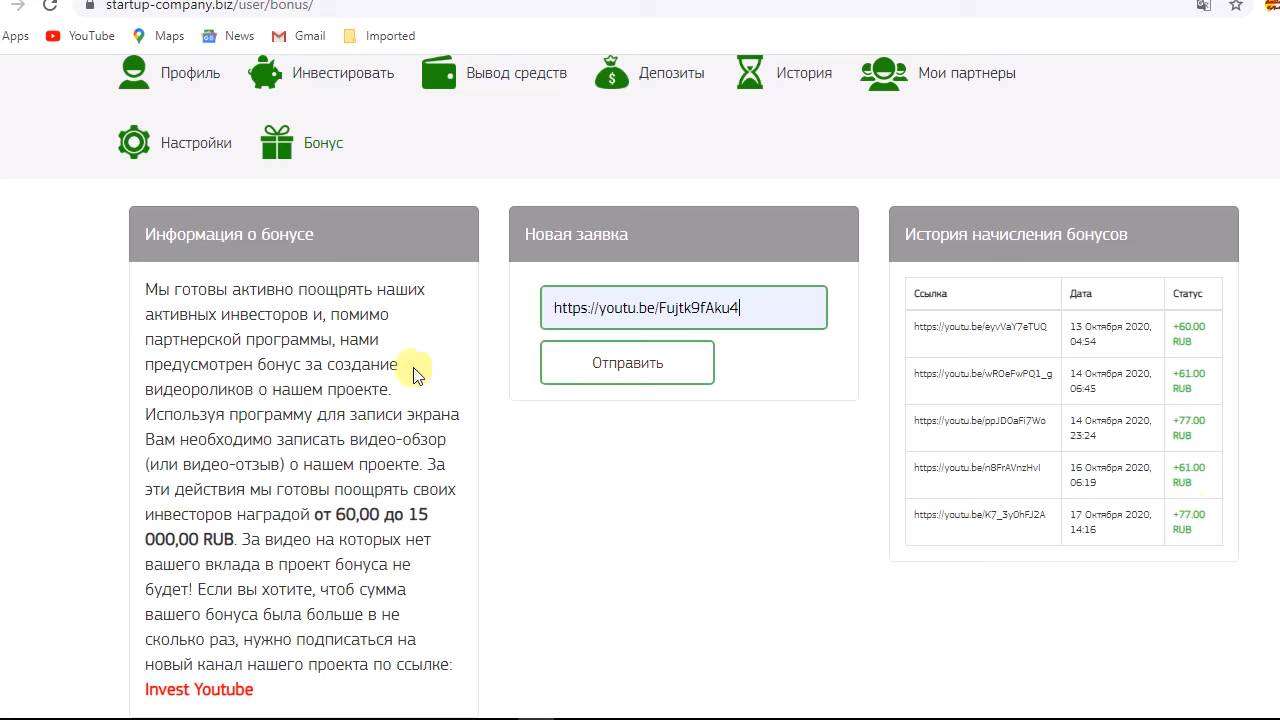 startup-company.biz/user/bonus/
Apps YouTube Maps News Gmail Imported
Профиль Инвестировать Вывод средств Депозиты История Мои партнеры
Настройки Бонус
Информация о бонусе
Мы готовы активно поощрять наших
активных инвесторов и, помимо
партнерской программы, нами
предусмотрен бонус за создание
видеороликов о нашем проекте.
Используя программу для записи экрана
Вам необходимо записать видео-обзор
(или видео-отзыв) о нашем проекте. За
эти действия мы готовы поощрять своих
инвесторов наградой от 60,00 до 15
000,00 RUB. За видео на которых нет
вашего вклада в проект бонуса не
будет! Если вы хотите, чтоб сумма
вашего бонуса была больше в не
сколько раз, нужно подписаться на
новый канал нашего проекта по ссылке:
Invest Youtube
Новая заявка
https://youtu.be/Fujtk9fAku4
Отправить
История начисления бонусов
Ссылка Дата Статус
https://youtu.be/eyvVaY7eTUQ 13 Октября 2020, +60.00
04:54 RUB
https://youtu.be/wR0eFwPQ1_g 14 Октября 2020, +61.00
06:45 RUB
https://youtu.be/ppJD0aFi7Wo 14 Октября 2020, +77.00
23:24 RUB
https://youtu.be/n8FrAVnzHvI 16 Октября 2020, +61.00
06:19 RUB
https://youtu.be/K7_3y0hFJ2A 17 Октября 2020, +77.00
14:16 RUB